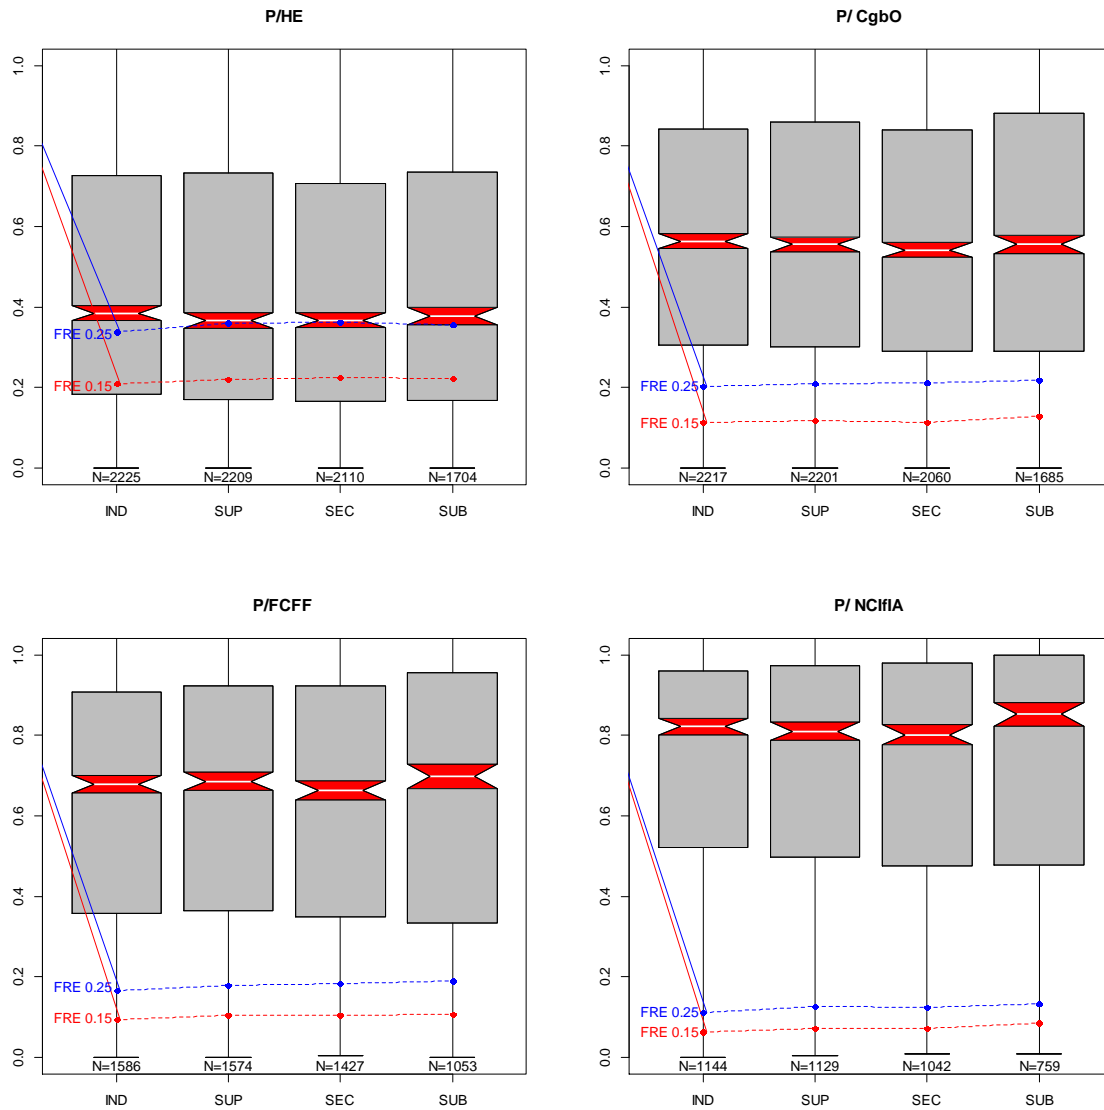 P/HE
1.0
0.8
0.6
0.4
0.2
0.0
FRE 0.25
FRE 0.15
N=2225 N=2209 N=2110 N=1704
IND SUP SEC SUB
P/ CgbO
1.0
0.8
0.6
0.4
0.2
0.0
FRE 0.25
FRE 0.15
N=2217 N=2201 N=2060 N=1685
IND SUP SEC SUB
P/FCFF
1.0
0.8
0.6
0.4
0.2
0.0
FRE 0.25
FRE 0.15
N=1586 N=1574 N=1427 N=1053
IND SUP SEC SUB
P/ NCIfIA
1.0
0.8
0.6
0.4
0.2
0.0
FRE 0.25
FRE 0.15
N=1144 N=1129 N=1042 N=759
IND SUP SEC SUB